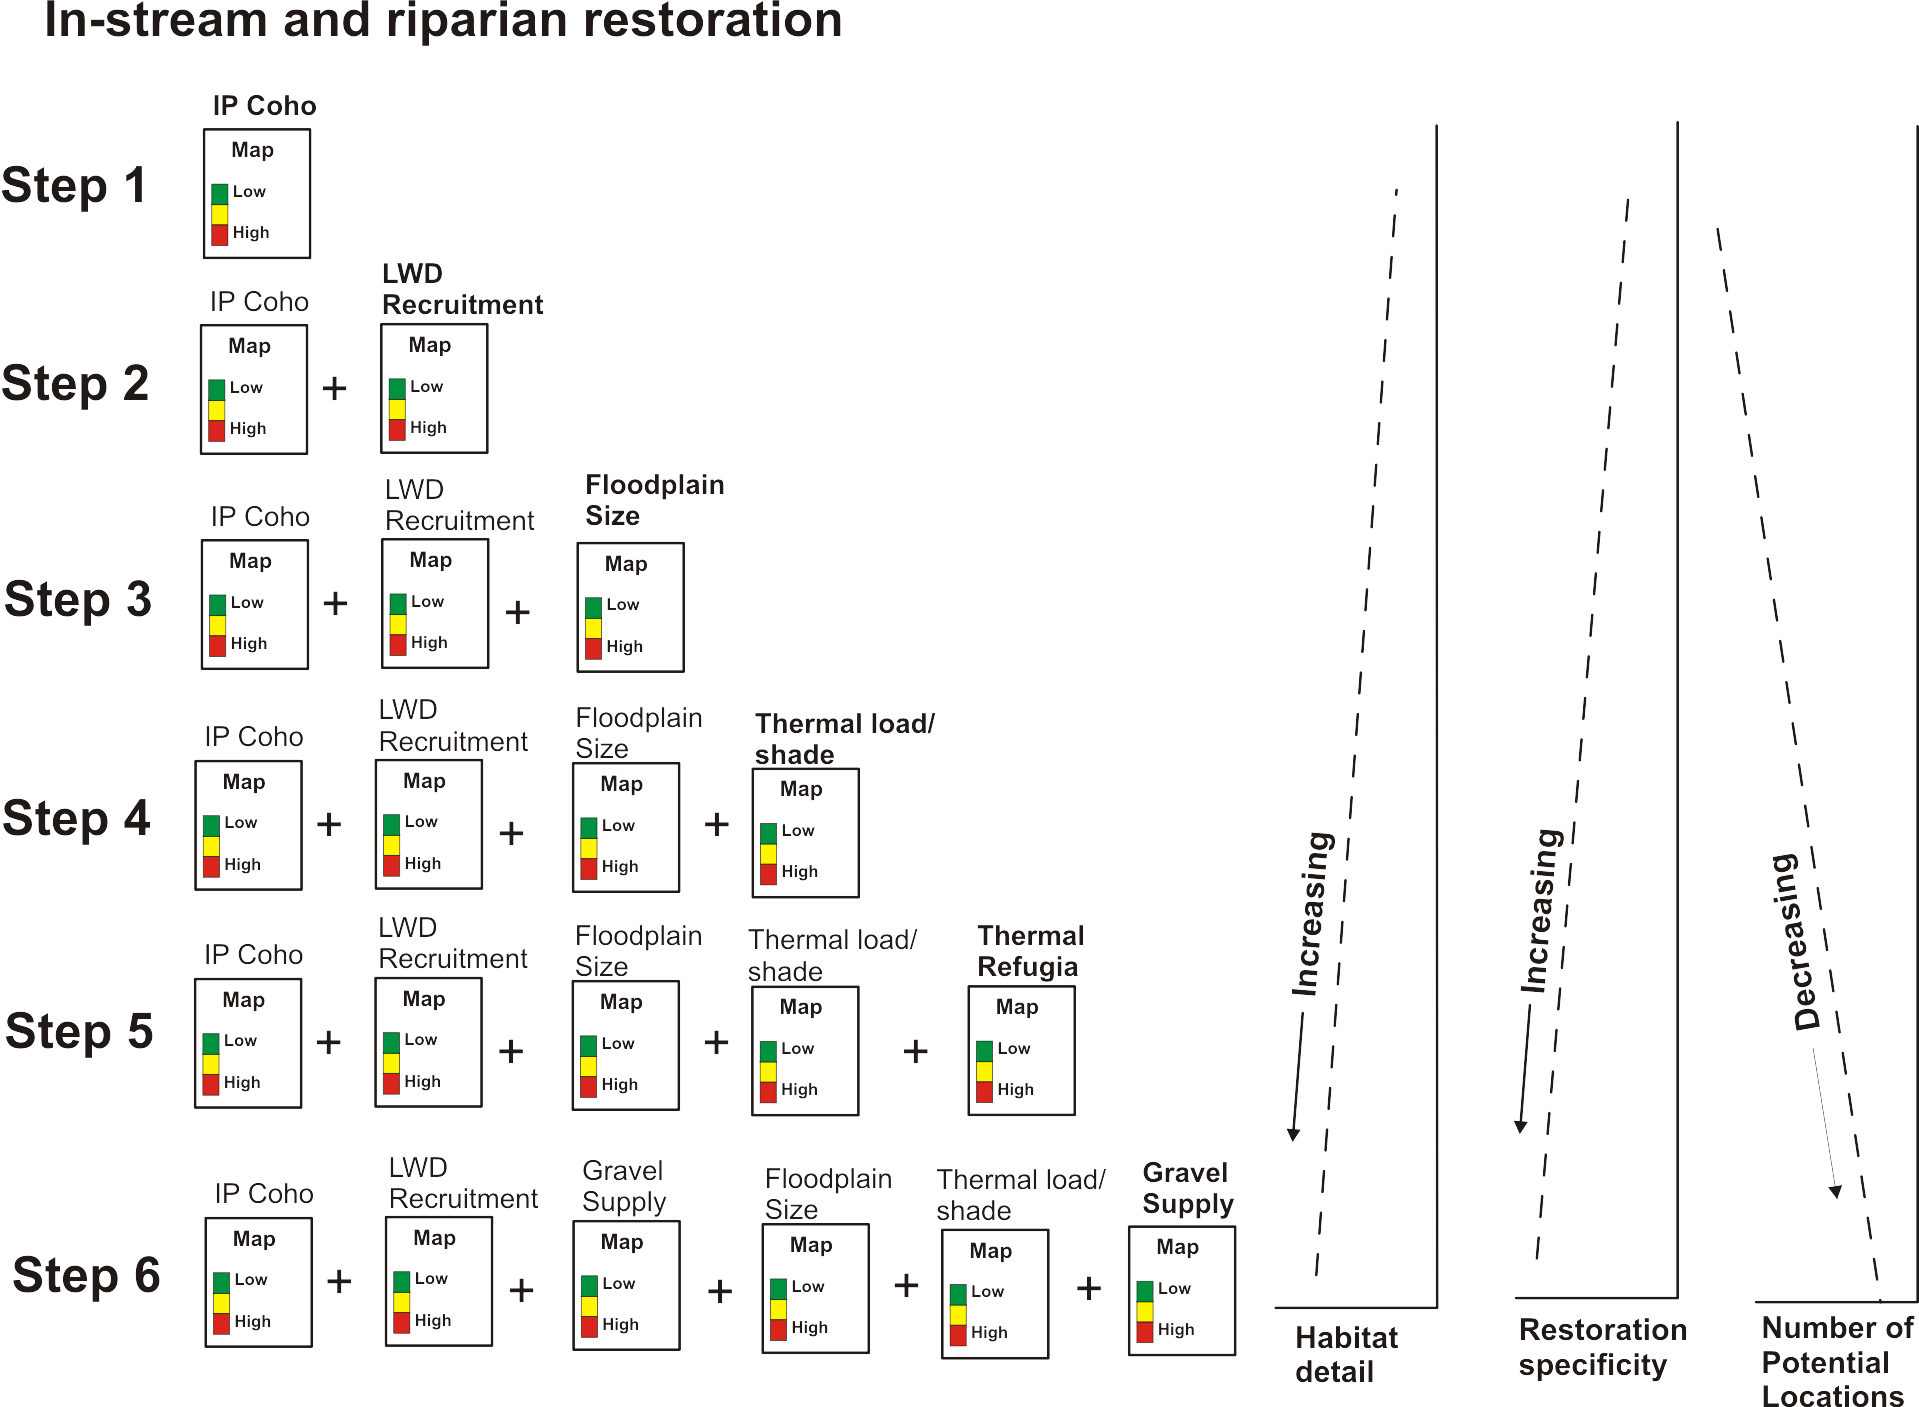 In-stream and riparian restoration
IP Coho
Map
Low
High
Step 1
IP Coho
Map
Low
High
LWD
Recruitment
Map
Low
High
Step 2
+
IP Coho
Map
Low
High
LWD
Recruitment
Map
Low
High
Floodplain
Size
Map
Low
High
Step 3
+
+
IP Coho
Map
Low
High
LWD
Recruitment
Map
Low
High
Floodplain
Size
Map
Low
High
Thermal load/
shade
Map
Low
High
Step 4
+
+
+
IP Coho
Map
Low
High
LWD
Recruitment
Map
Low
High
Floodplain
Size
Map
Low
High
Thermal load/
shade
Map
Low
High
Thermal
Refugia
Map
Low
High
Step 5
+
+
+
+
IP Coho
Map
Low
High
LWD
Recruitment
Map
Low
High
Gravel
Supply
Map
Low
High
Floodplain
Size
Map
Low
High
Thermal load/
shade
Map
Low
High
Gravel
Supply
Map
Low
High
Step 6
+
+
+
+
+
Increasing
Habitat
detail
Increasing
Restoration
specificity
Decreasing
Number of
Potential
Locations